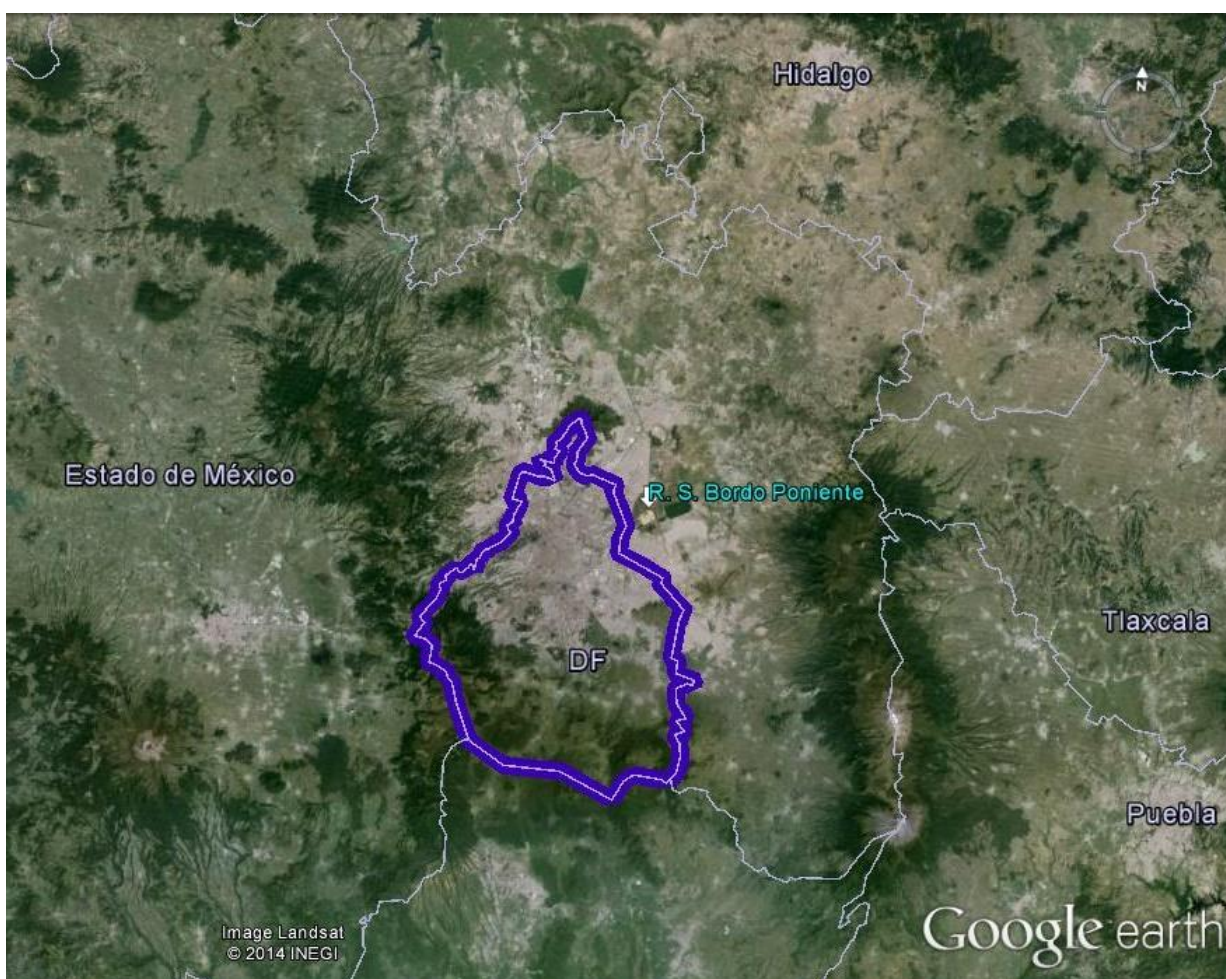 Hidalgo
N
Estado de México
R. S. Bordo Poniente
Tlaxcala
DF
Puebla
Image Landsat
© 2014 INEGI
Google earth